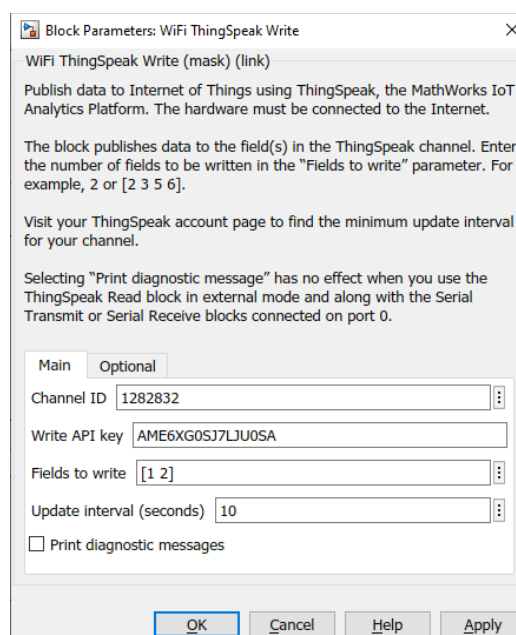 Block Parameters: WiFi ThingSpeak Write
WiFi ThingSpeak Write (mask) (link)
Publish data to Internet of Things using ThingSpeak, the MathWorks IoT
Analytics Platform. The hardware must be connected to the Internet.
The block publishes data to the field(s) in the ThingSpeak channel. Enter
the number of fields to be written in the “Fields to write” parameter. For
example, 2 or [2 3 5 6].
Visit your ThingSpeak account page to find the minimum update interval
for your channel.
Selecting “Print diagnostic message” has no effect when you use the
ThingSpeak Read block in external mode and along with the Serial
Transmit or Serial Receive blocks connected on port 0.
Main Optional
Channel ID 1282832
Write API key AME6XG0SJ7LJU0SA
Fields to write [1 2]
Update interval (seconds) 10
Print diagnostic messages
OK Cancel Help Apply